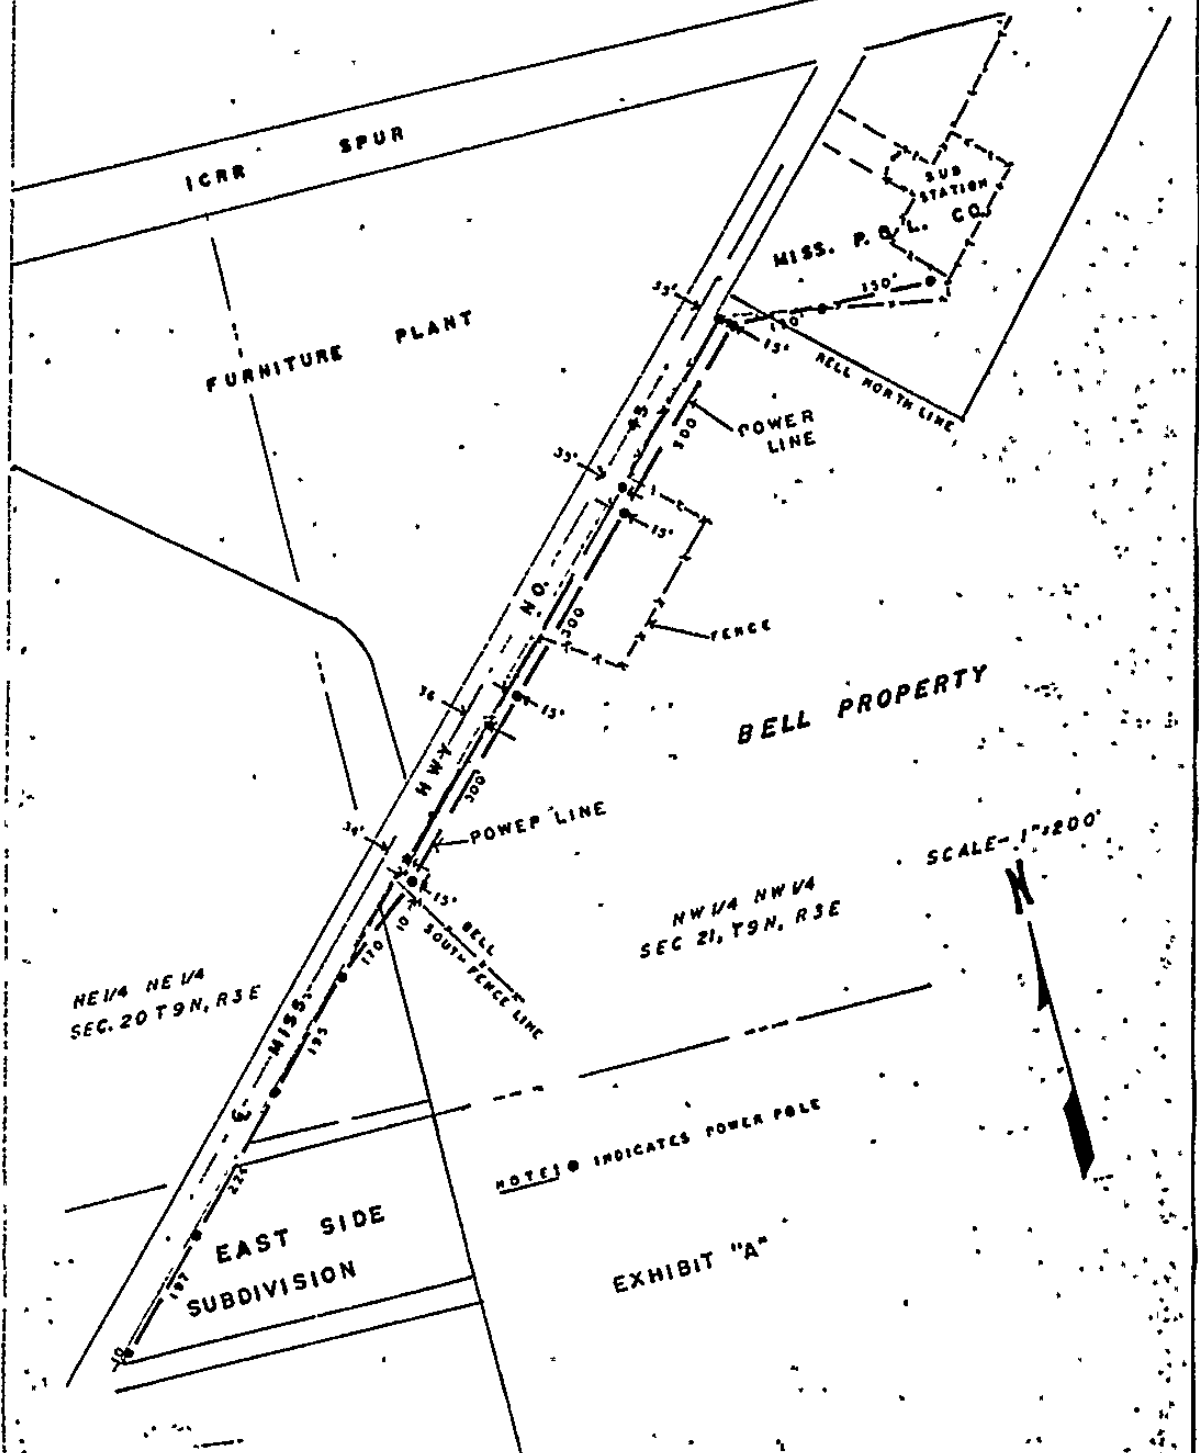 ICRR SPUR
SUB
STATION
MISS. P. & L. CO.
150'
110'
35'
15'
BELL NORTH LINE
FURNITURE PLANT
POWER
LINE
300
35'
15'
FENCE
300
36
15'
BELL PROPERTY
300
POWER LINE
34'
15'
10
BELL
SOUTH FENCE LINE
SCALE- 1"=200'
N
NW 1/4 NW 1/4
SEC 21, T9N, R3E
NE 1/4 NE 1/4
SEC. 20 T9N, R3E
170
195
MISS. HWY NO.
NOTE: ● INDICATES POWER POLE
EAST SIDE
SUBDIVISION
197
10
EXHIBIT "A"